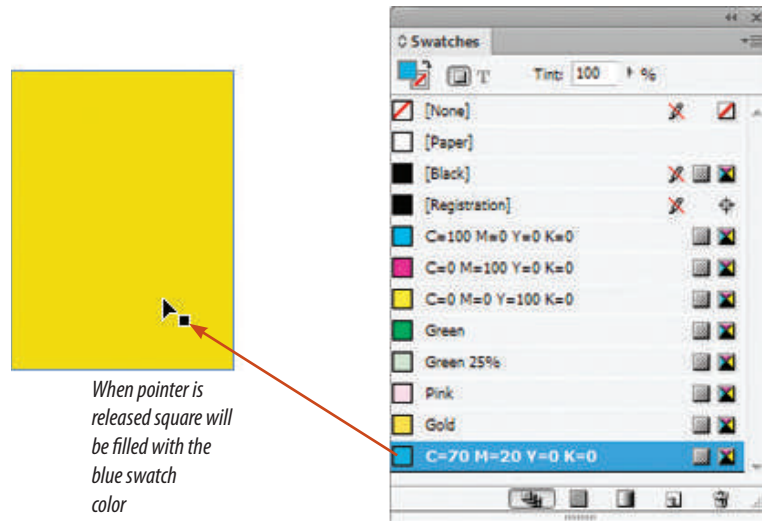 Swatches
T Tint: 100 %
[None]
[Paper]
[Black]
[Registration]
C=100 M=0 Y=0 K=0
C=0 M=100 Y=0 K=0
C=0 M=0 Y=100 K=0
Green
Green 25%
Pink
Gold
C=70 M=20 Y=0 K=0
When pointer is
released square will
be filled with the
blue swatch
color